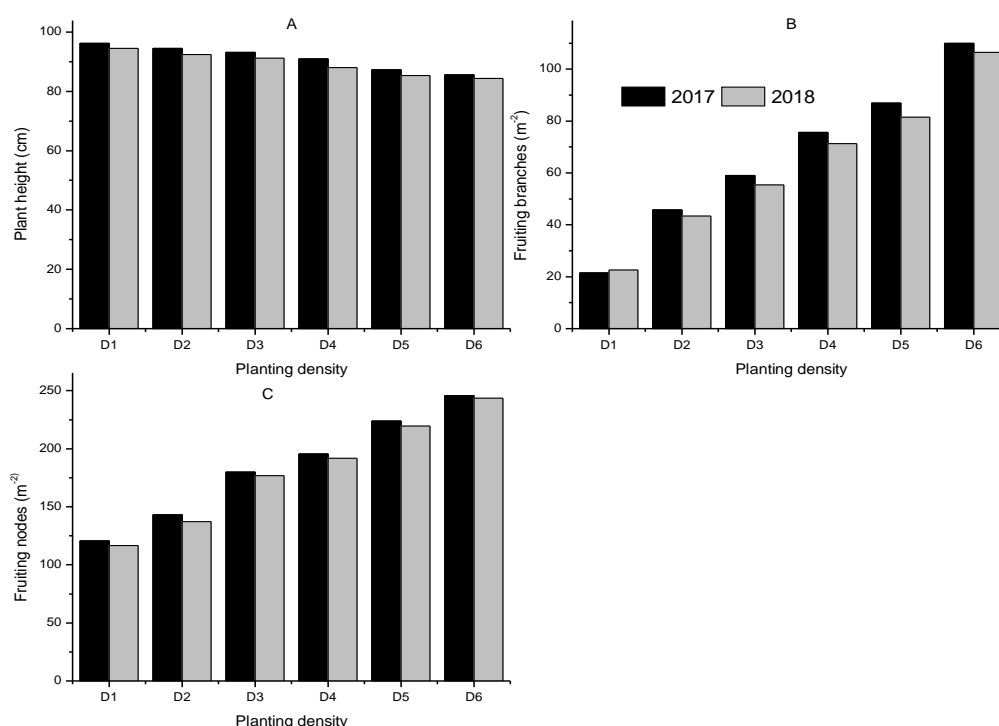 A
100
80
60
40
20
0
Plant height (cm)
D1 D2 D3 D4 D5 D6
Planting density
B
2017 2018
100
80
60
40
20
0
Fruiting branches (m⁻²)
D1 D2 D3 D4 D5 D6
Planting density
C
250
200
150
100
50
0
Fruiting nodes (m⁻²⁾
D1 D2 D3 D4 D5 D6
Planting density